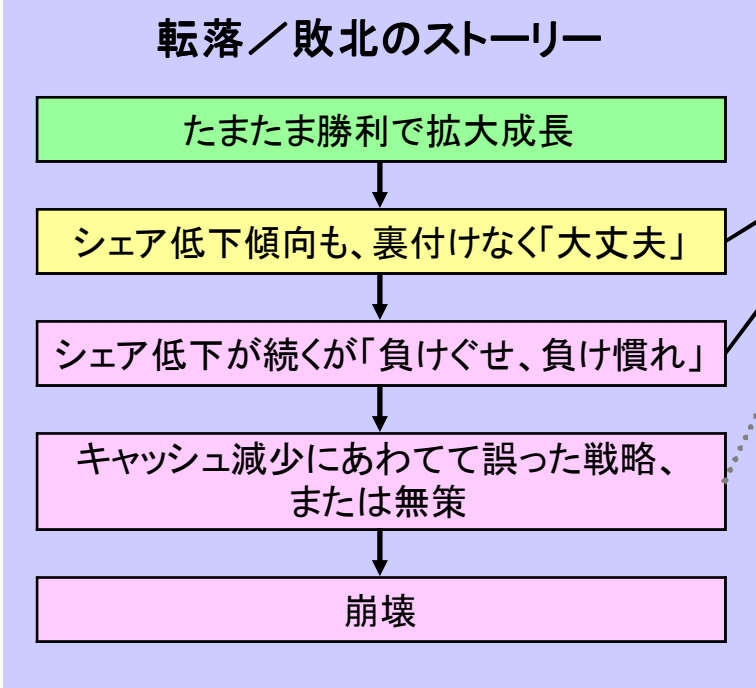 転落／敗北のストーリー
たまたま勝利で拡大成長
シェア低下傾向も、裏付けなく「大丈夫」
シェア低下が続くが「負けぐせ、負け慣れ」
キャッシュ減少にあわてて誤った戦略、
または無策
崩壊